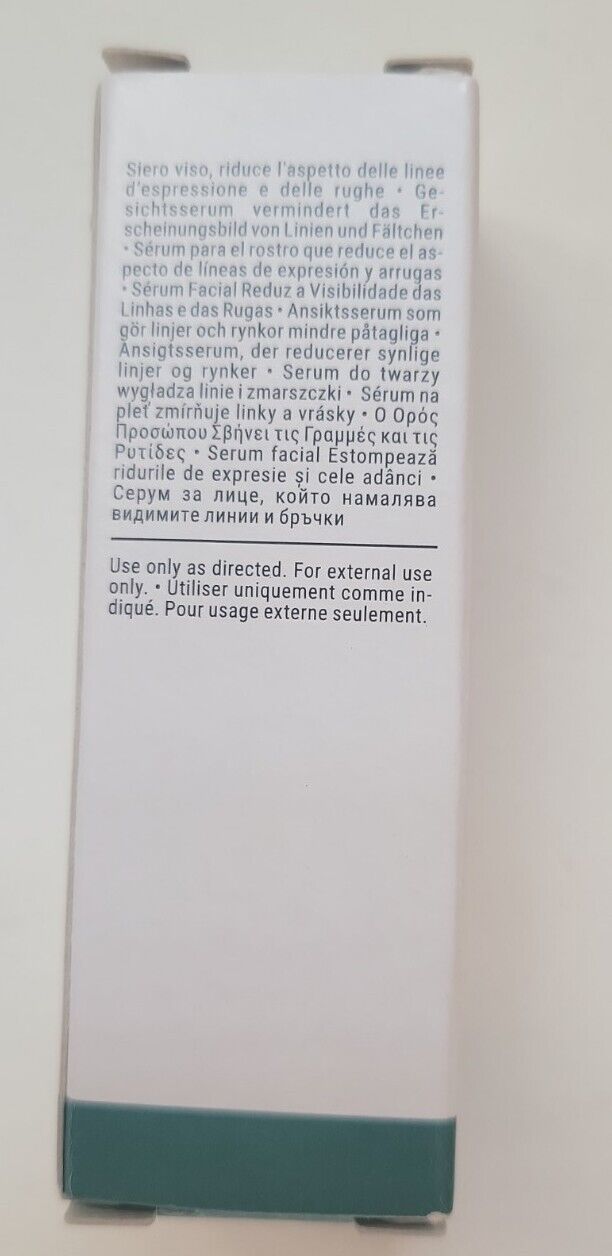 Siero viso, riduce l'aspetto delle linee
d'espressione e delle rughe • Ge-
sichtsserum vermindert das Er-
scheinungsbild von Linien und Fältchen
• Sérum para el rostro que reduce el as-
pecto de líneas de expresión y arrugas
• Sérum Facial Reduz a Visibilidade das
Linhas e das Rugas • Ansiktsserum som
gör linjer och rynkor mindre påtagliga •
Ansigtsserum, der reducerer synlige
linjer og rynker • Serum do twarzy
wygładza linie i zmarszczki • Sérum na
pleť zmírňuje linky a vrásky • Ο Ορός
Προσώπου Σβήνει τις Γραμμές και τις
Ρυτίδες • Serum facial Estompează
ridurile de expresie și cele adânci •
Серум за лице, който намалява
видимите линии и бръчки
Use only as directed. For external use
only. • Utiliser uniquement comme in-
diqué. Pour usage externe seulement.